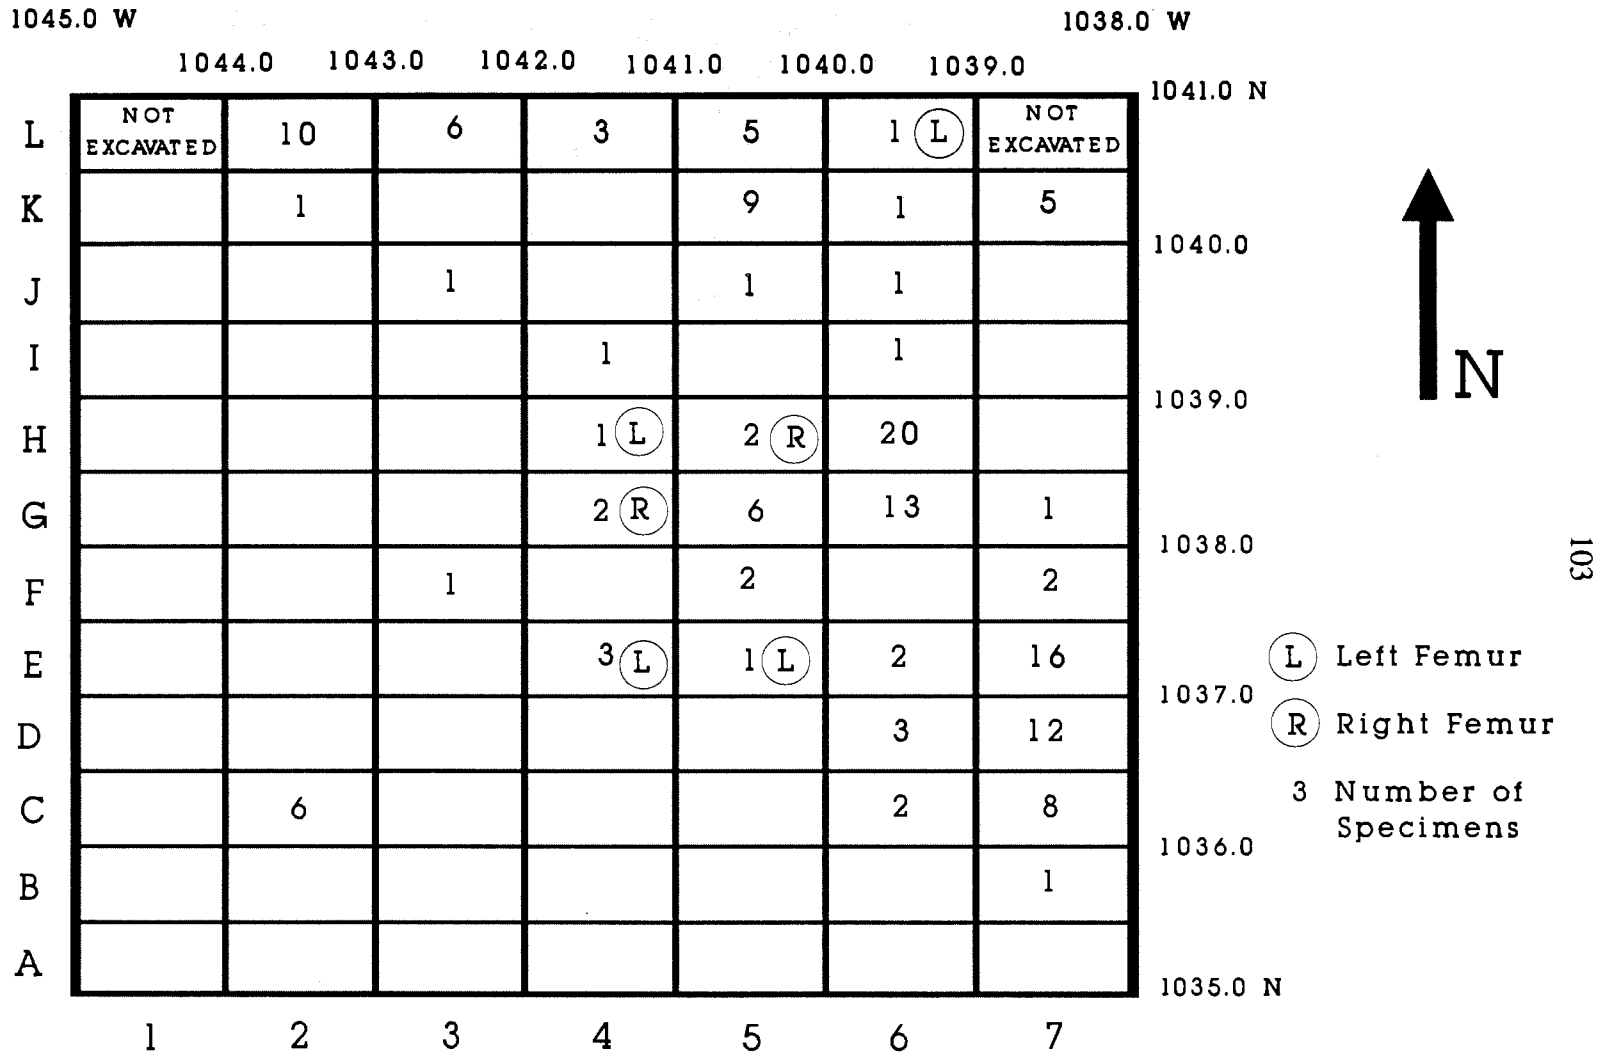 1045.0 W
1038.0 W
1044.0 1043.0 1042.0 1041.0 1040.0 1039.0
1041.0 N
L NOT EXCAVATED 10 6 3 5 1 L NOT EXCAVATED
K 1 9 1 5
1040.0
J 1 1 1
I 1 1
N
1039.0
H 1 L 2 R 20
G 2 R 6 13 1
1038.0
103
F 1 2 2
E 3 L 1 L 2 16
L Left Femur
1037.0
D 3 12
R Right Femur
C 6 2 8
3 Number of
Specimens
1036.0
B 1
A
1035.0 N
1 2 3 4 5 6 7